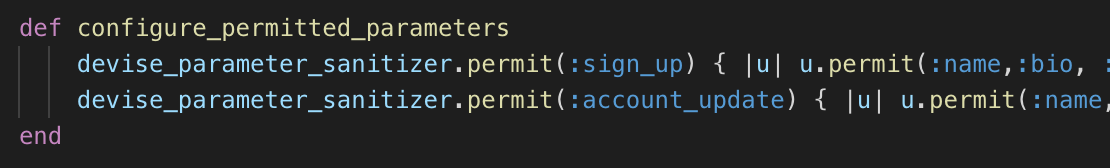 def configure_permitted_parameters
devise_parameter_sanitizer.permit(:sign_up) { |u| u.permit(:name,:bio, :
devise_parameter_sanitizer.permit(:account_update) { |u| u.permit(:name,
end